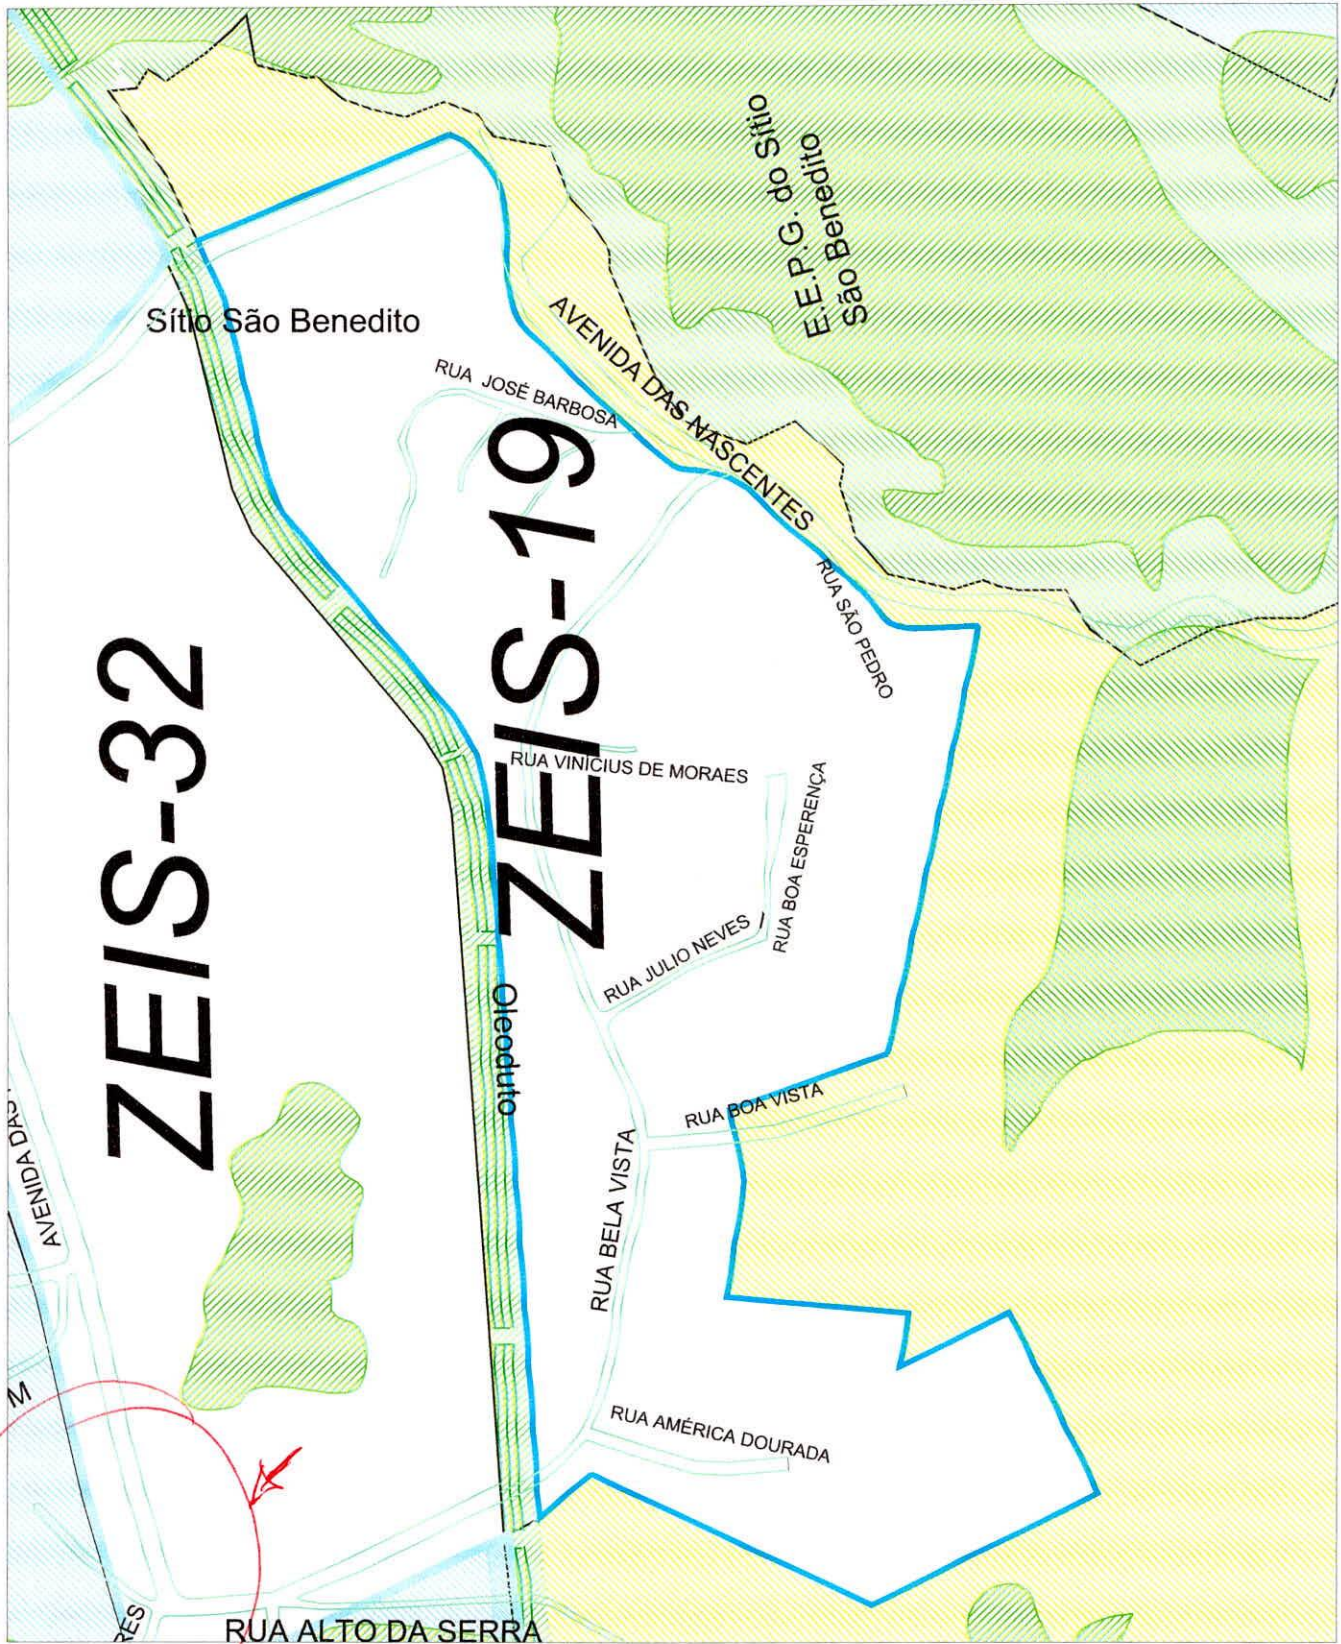 E.E.P.G. do Sítio
São Benedito
Sítio São Benedito
AVENIDA DAS NASCENTES
RUA JOSÉ BARBOSA
ZEIS-19
RUA SÃO PEDRO
ZEIS-32
RUA VINICIUS DE MORAES
RUA BOA ESPERENÇA
RUA JULIO NEVES
Oleoduto
RUA BOA VISTA
AVENIDA DAS
RUA BELA VISTA
M
RUA AMÉRICA DOURADA
RES
RUA ALTO DA SERRA